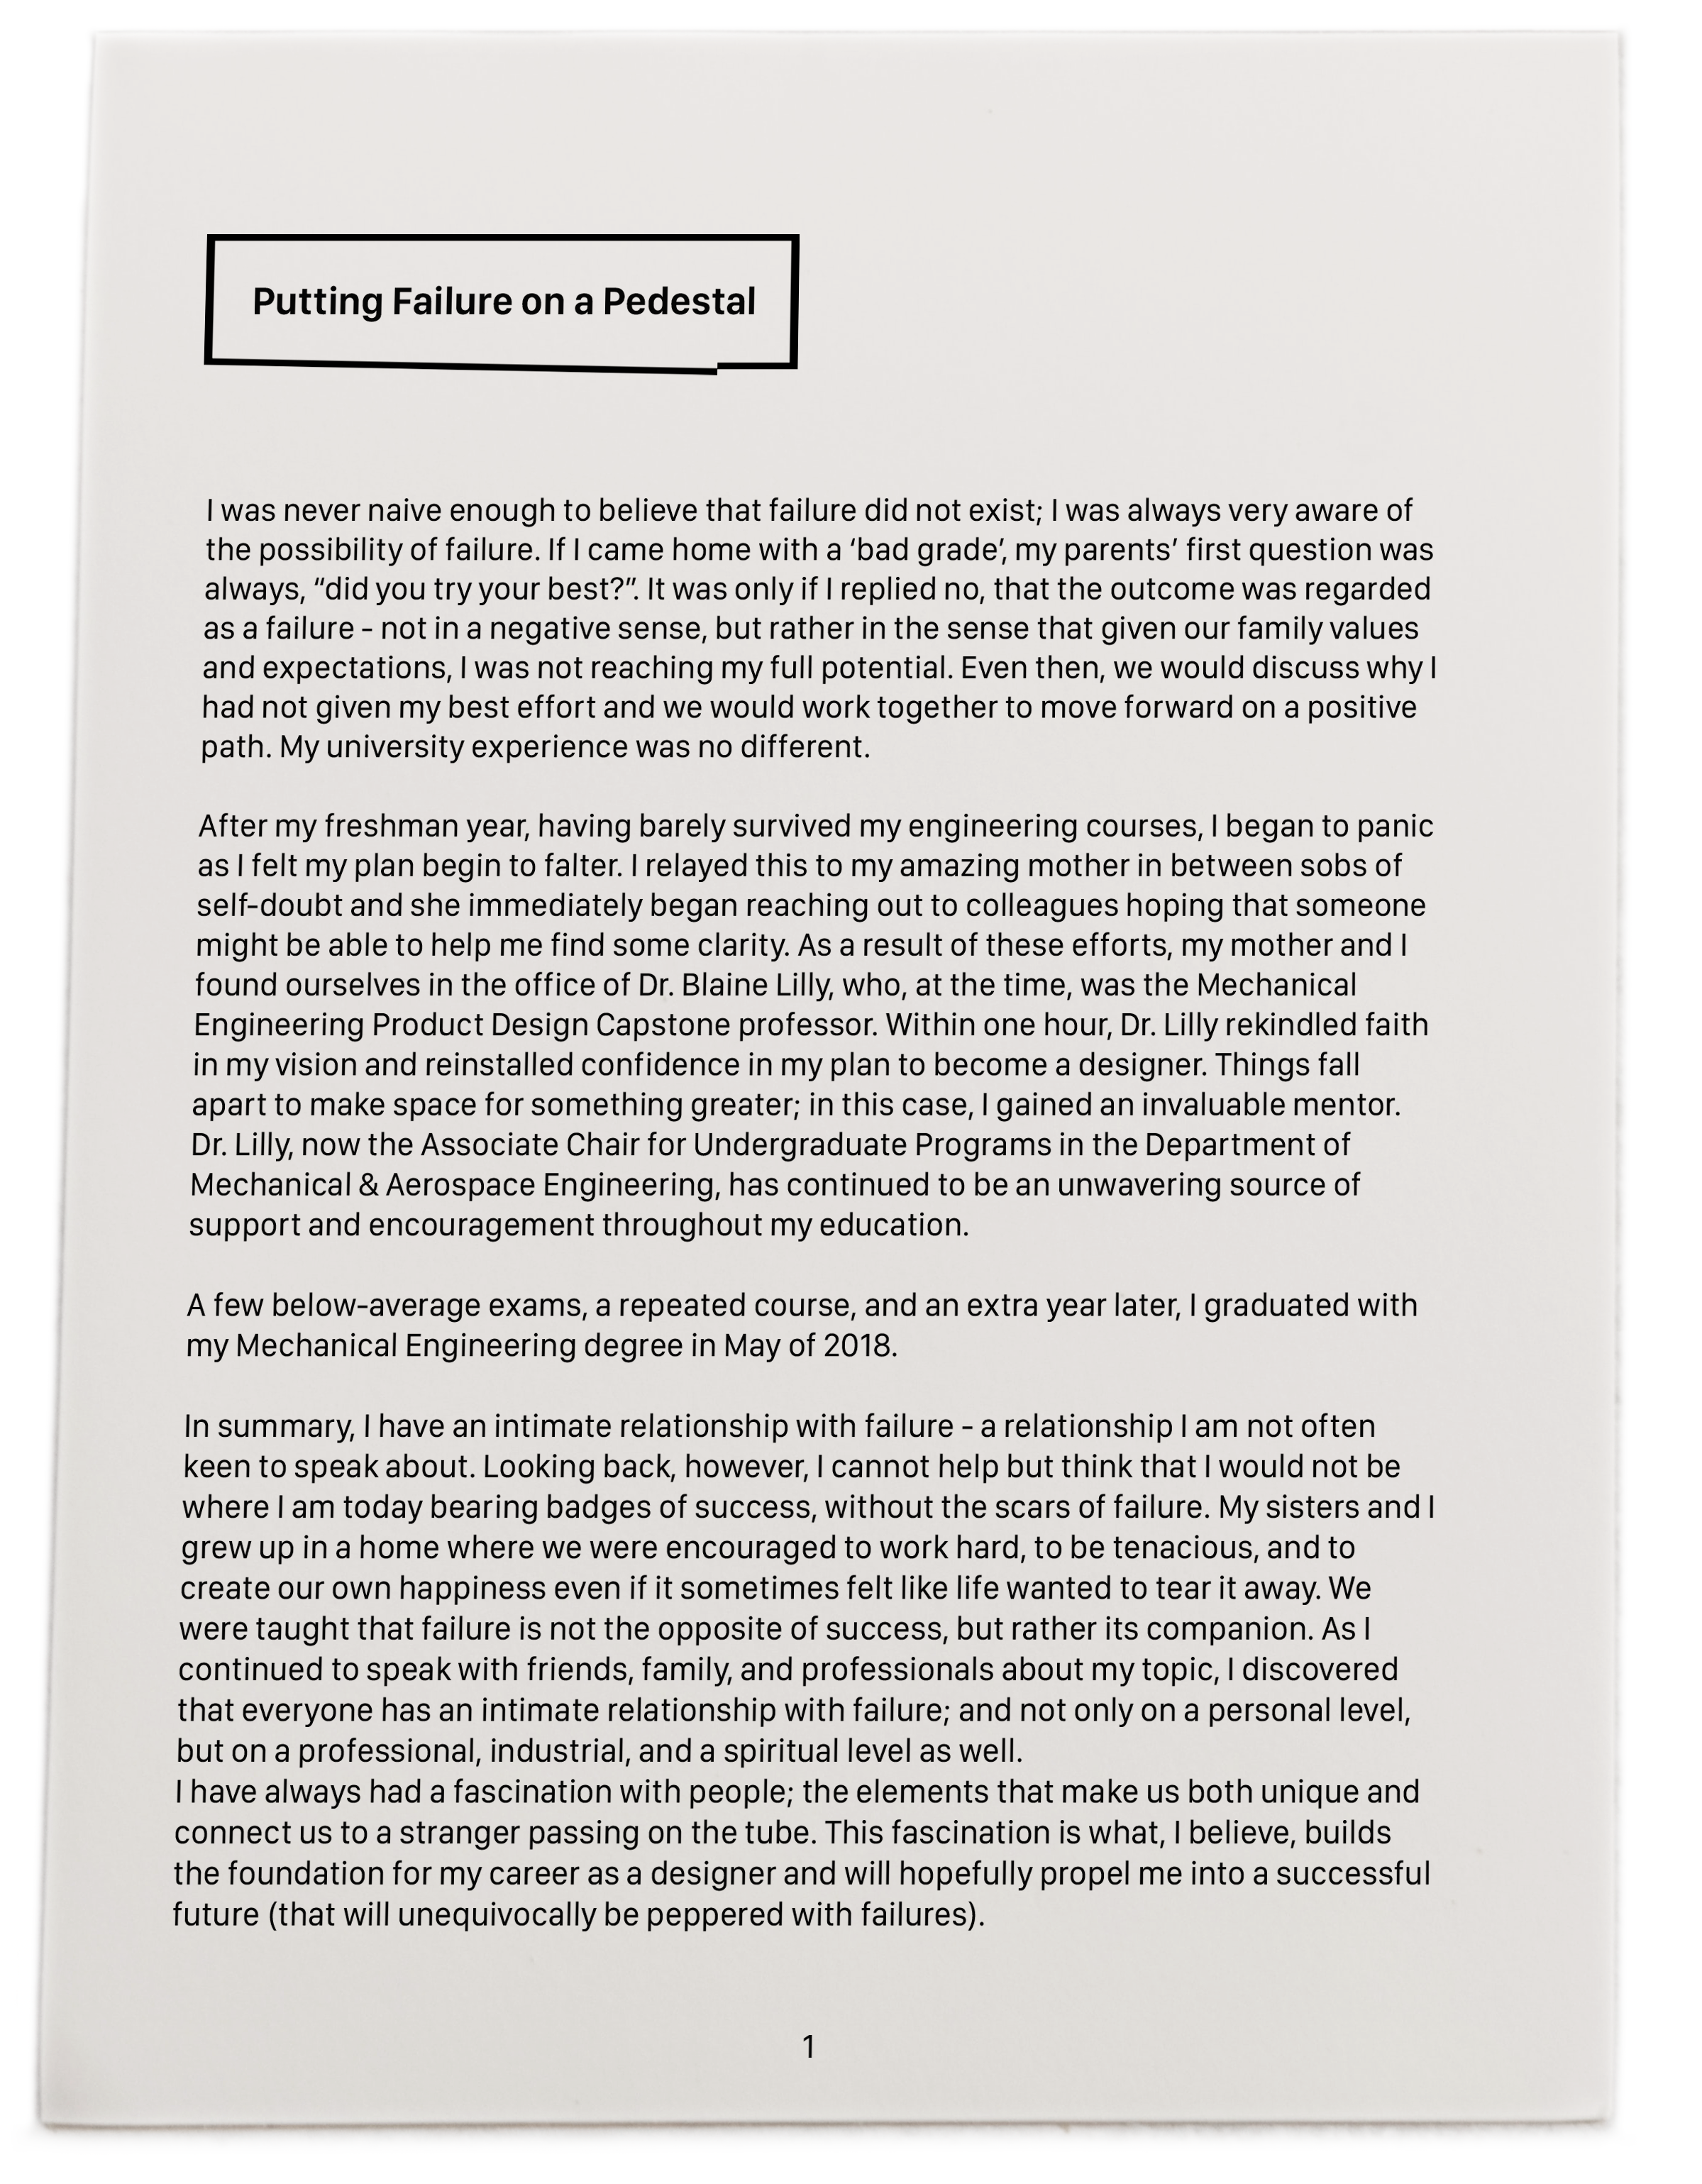 Putting Failure on a Pedestal
I was never naive enough to believe that failure did not exist; I was always very aware of
the possibility of failure. If I came home with a ‘bad grade’, my parents’ first question was
always, “did you try your best?”. It was only if I replied no, that the outcome was regarded
as a failure - not in a negative sense, but rather in the sense that given our family values
and expectations, I was not reaching my full potential. Even then, we would discuss why I
had not given my best effort and we would work together to move forward on a positive
path. My university experience was no different.
After my freshman year, having barely survived my engineering courses, I began to panic
as I felt my plan begin to falter. I relayed this to my amazing mother in between sobs of
self-doubt and she immediately began reaching out to colleagues hoping that someone
might be able to help me find some clarity. As a result of these efforts, my mother and I
found ourselves in the office of Dr. Blaine Lilly, who, at the time, was the Mechanical
Engineering Product Design Capstone professor. Within one hour, Dr. Lilly rekindled faith
in my vision and reinstalled confidence in my plan to become a designer. Things fall
apart to make space for something greater; in this case, I gained an invaluable mentor.
Dr. Lilly, now the Associate Chair for Undergraduate Programs in the Department of
Mechanical & Aerospace Engineering, has continued to be an unwavering source of
support and encouragement throughout my education.
A few below-average exams, a repeated course, and an extra year later, I graduated with
my Mechanical Engineering degree in May of 2018.
In summary, I have an intimate relationship with failure - a relationship I am not often
keen to speak about. Looking back, however, I cannot help but think that I would not be
where I am today bearing badges of success, without the scars of failure. My sisters and I
grew up in a home where we were encouraged to work hard, to be tenacious, and to
create our own happiness even if it sometimes felt like life wanted to tear it away. We
were taught that failure is not the opposite of success, but rather its companion. As I
continued to speak with friends, family, and professionals about my topic, I discovered
that everyone has an intimate relationship with failure; and not only on a personal level,
but on a professional, industrial, and a spiritual level as well.
I have always had a fascination with people; the elements that make us both unique and
connect us to a stranger passing on the tube. This fascination is what, I believe, builds
the foundation for my career as a designer and will hopefully propel me into a successful
future (that will unequivocally be peppered with failures).
1